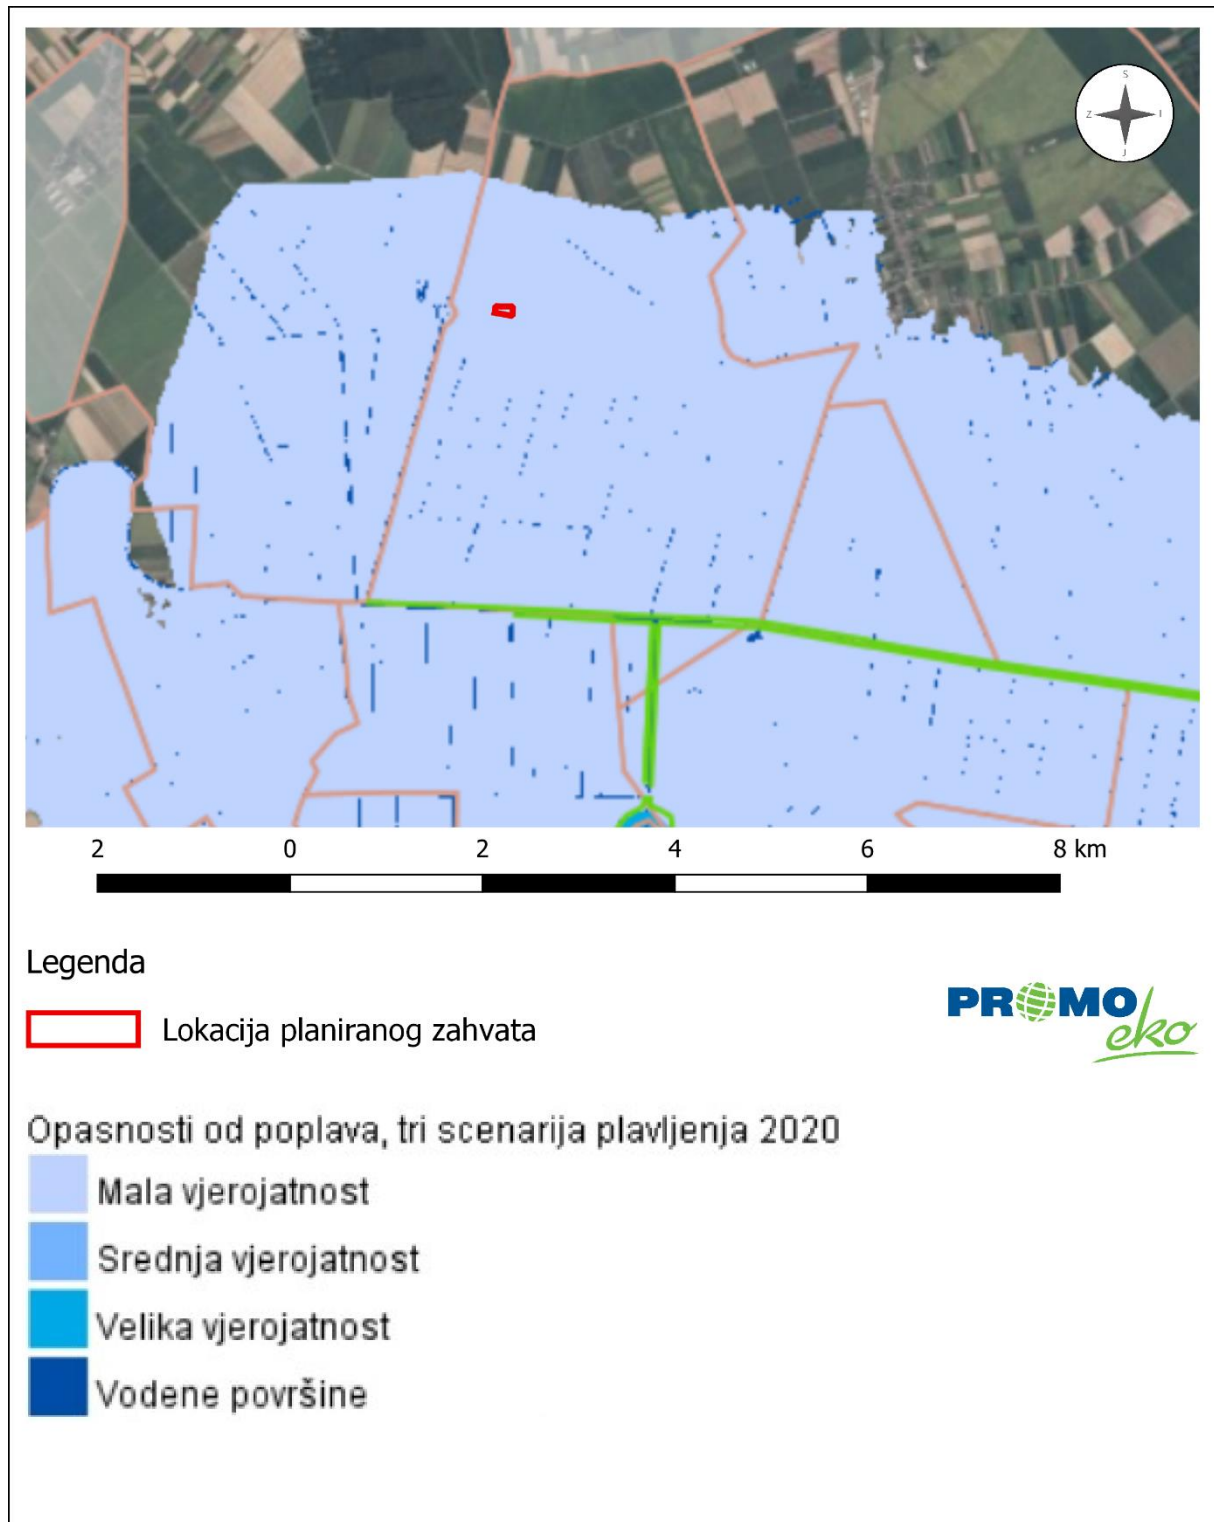 S
Z I
J
2 0 2 4 6 8 km
Legenda
Lokacija planiranog zahvata
PROMO
eko
Opasnosti od poplava, tri scenarija plavljenja 2020
Mala vjerojatnost
Srednja vjerojatnost
Velika vjerojatnost
Vodene površine